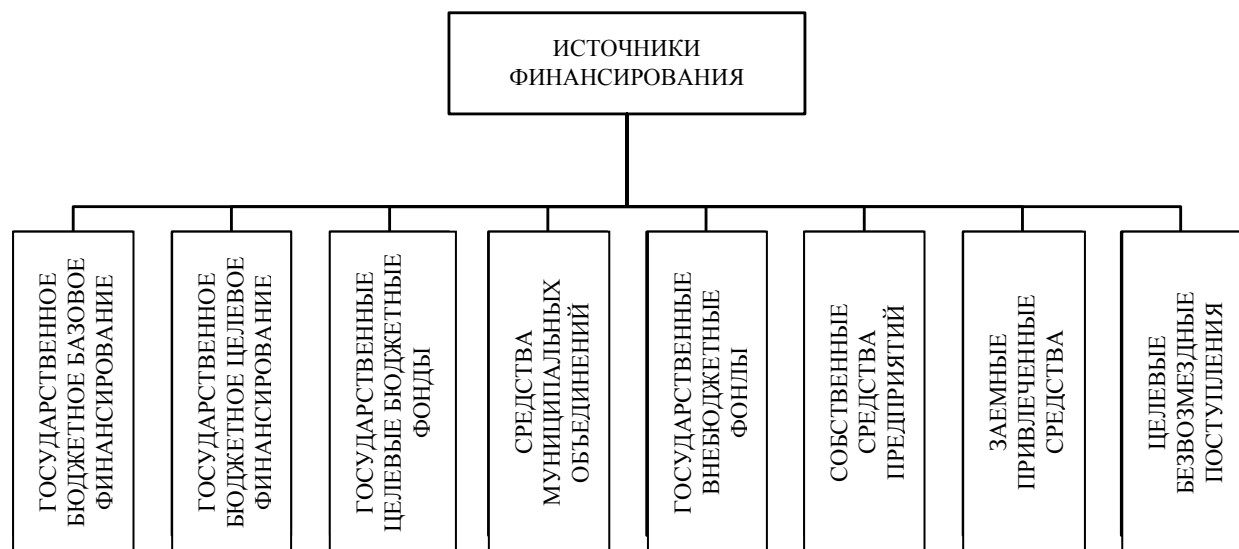 ИСТОЧНИКИ
ФИНАНСИРОВАНИЯ
ГОСУДАРСТВЕННОЕ
БЮДЖЕТНОЕ БАЗОВОЕ
ФИНАНСИРОВАНИЕ
ГОСУДАРСТВЕННОЕ
БЮДЖЕТНОЕ ЦЕЛЕВОЕ
ФИНАНСИРОВАНИЕ
ГОСУДАРСТВЕННЫЕ
ЦЕЛЕВЫЕ БЮДЖЕТНЫЕ
ФОНДЫ
СРЕДСТВА
МУНИЦИПАЛЬНЫХ
ОБЪЕДИНЕНИЙ
ГОСУДАРСТВЕННЫЕ
ВНЕБЮДЖЕТНЫЕ
ФОНЛЫ
СОБСТВЕННЫЕ
СРЕДСТВА
ПРЕДПРИЯТИЙ
ЗАЕМНЫЕ
ПРИВЛЕЧЕННЫЕ
СРЕДСТВА
ЦЕЛЕВЫЕ
БЕЗВОЗМЕЗДНЫЕ
ПОСТУПЛЕНИЯ